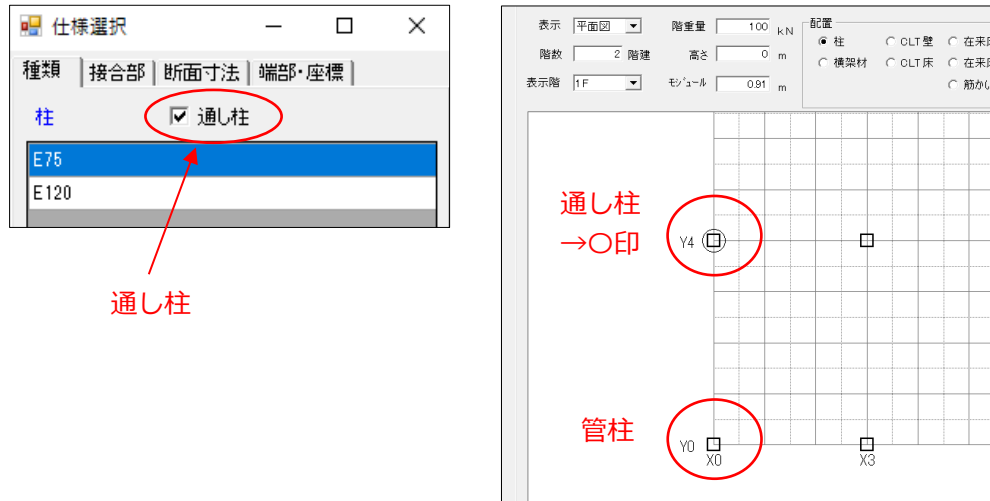 仕様選択
種類 接合部 断面寸法 端部・座標
柱 通し柱
E75
E120
通し柱
表示 平面図 階重量 100 kN
階数 2 階建 高さ 0 m
表示階 1F モジュール 0.91 m
配置
柱 CLT壁 在来
横架材 CLT床 在来
筋かい
通し柱
→〇印
Y4
管柱
Y0
X0 X3